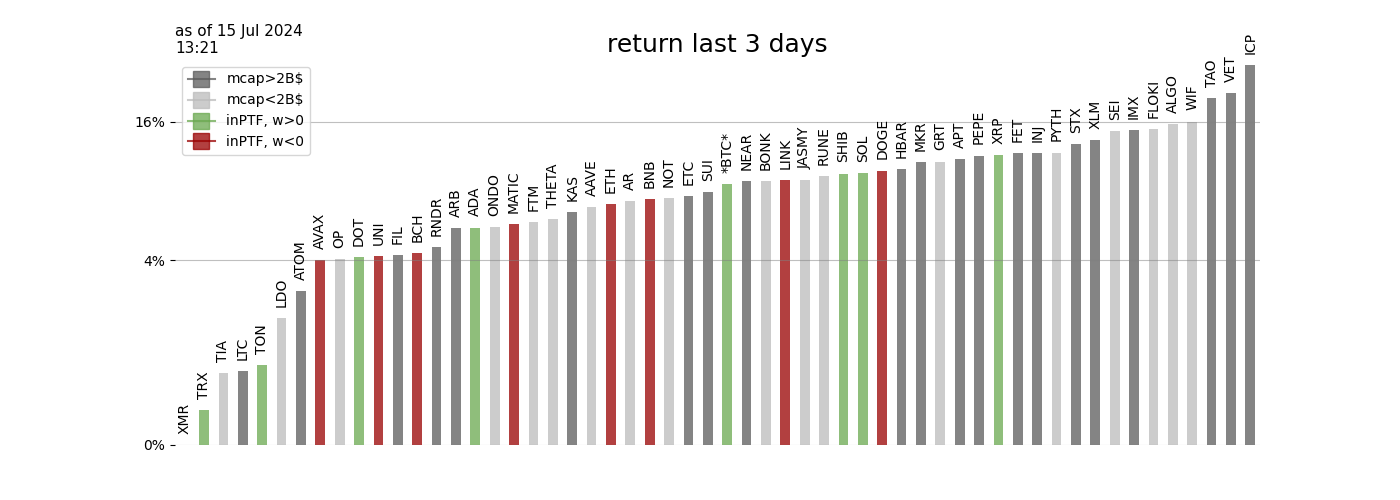 as of 15 Jul 2024
13:21
return last 3 days
mcap>2B$
mcap<2B$
inPTF, w>0
inPTF, w<0
16%
4%
0%
XMR
TRX
TIA
LTC
TON
LDO
ATOM
AVAX
OP
DOT
UNI
FIL
BCH
RNDR
ARB
ADA
ONDO
MATIC
FTM
THETA
KAS
AAVE
ETH
AR
BNB
NOT
ETC
SUI
*BTC*
NEAR
BONK
LINK
JASMY
RUNE
SHIB
SOL
DOGE
HBAR
MKR
GRT
APT
PEPE
XRP
FET
INJ
PYTH
STX
XLM
SEI
IMX
FLOKI
ALGO
WIF
TAO
VET
ICP